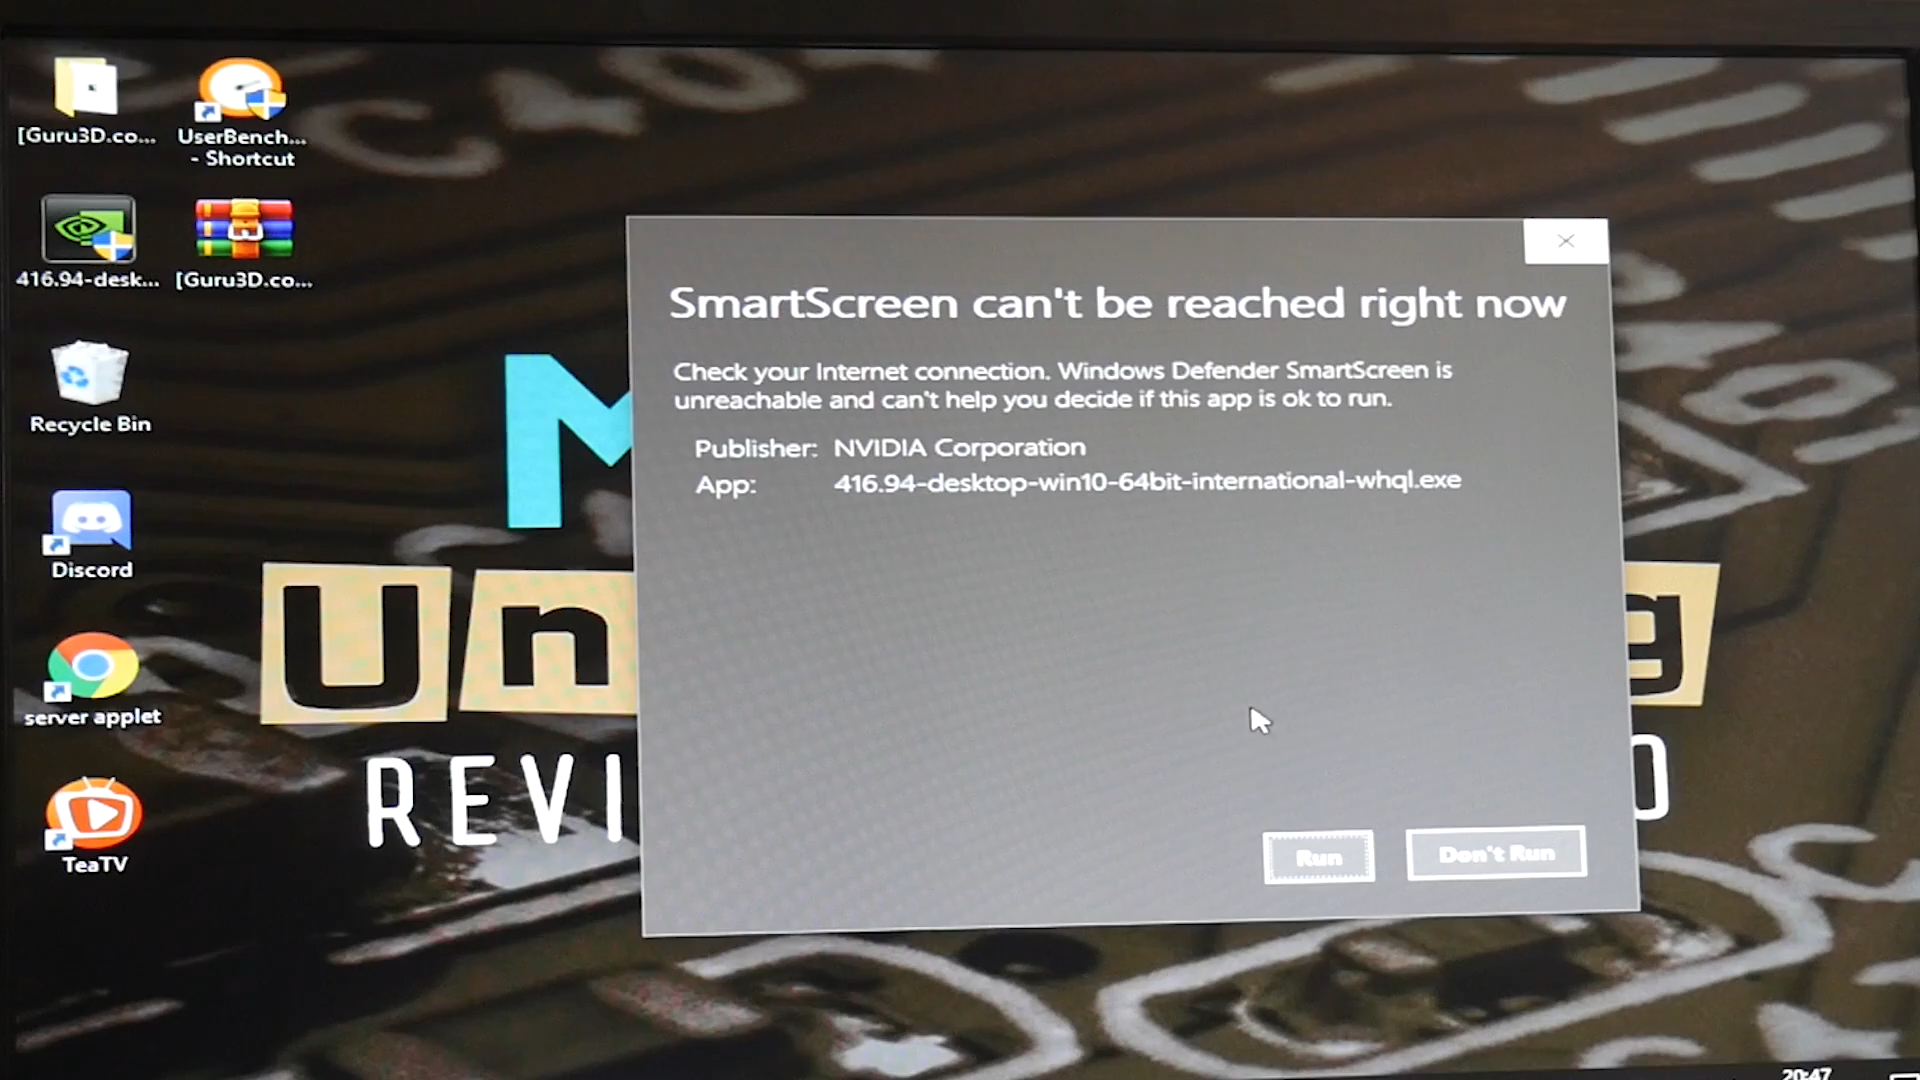 [Guru3D.co...
UserBench...
- Shortcut
416.94-desk...
[Guru3D.co...
Recycle Bin
Discord
server applet
TeaTV
M
Un
g
REVI
O
SmartScreen can't be reached right now
Check your Internet connection. Windows Defender SmartScreen is
unreachable and can't help you decide if this app is ok to run.
Publisher: NVIDIA Corporation
App: 416.94-desktop-win10-64bit-international-whql.exe
Run
Don't Run
20:47